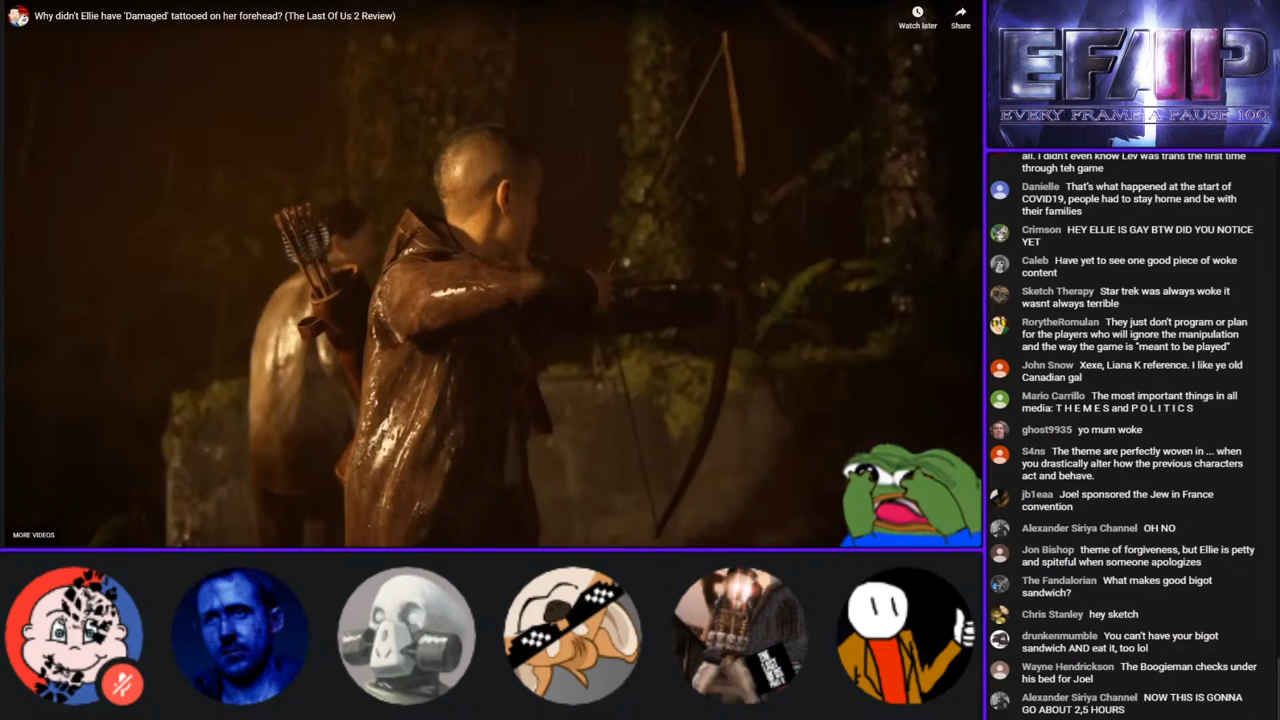 Why didn't Ellie have 'Damaged' tattooed on her forehead? (The Last Of Us 2 Review)
Watch later
Share
MORE VIDEOS
EFAP
EVERY FRAME A PAUSE 100
all. I didn't even know Lev was trans the first time
through teh game
Danielle That's what happened at the start of
COVID19, people had to stay home and be with
their families
Crimson HEY ELLIE IS GAY BTW DID YOU NOTICE
YET
Caleb Have yet to see one good piece of woke
content
Sketch Therapy Star trek was always woke it
wasnt always terrible
RorytheRomulan They just don't program or plan
for the players who will ignore the manipulation
and the way the game is "meant to be played"
John Snow Xexe, Liana K reference. I like ye old
Canadian gal
Mario Carrillo The most important things in all
media: T H E M E S and P O L I T I C S
ghost9935 yo mum woke
S4ns The theme are perfectly woven in ... when
you drastically alter how the previous characters
act and behave.
jb1eaa Joel sponsored the Jew in France
convention
Alexander Siriya Channel OH NO
Jon Bishop theme of forgiveness, but Ellie is petty
and spiteful when someone apologizes
The Fandalorian What makes good bigot
sandwich?
Chris Stanley hey sketch
drunkenmumble You can't have your bigot
sandwich AND eat it, too lol
Wayne Hendrickson The Boogieman checks under
his bed for Joel
Alexander Siriya Channel NOW THIS IS GONNA
GO ABOUT 2,5 HOURS